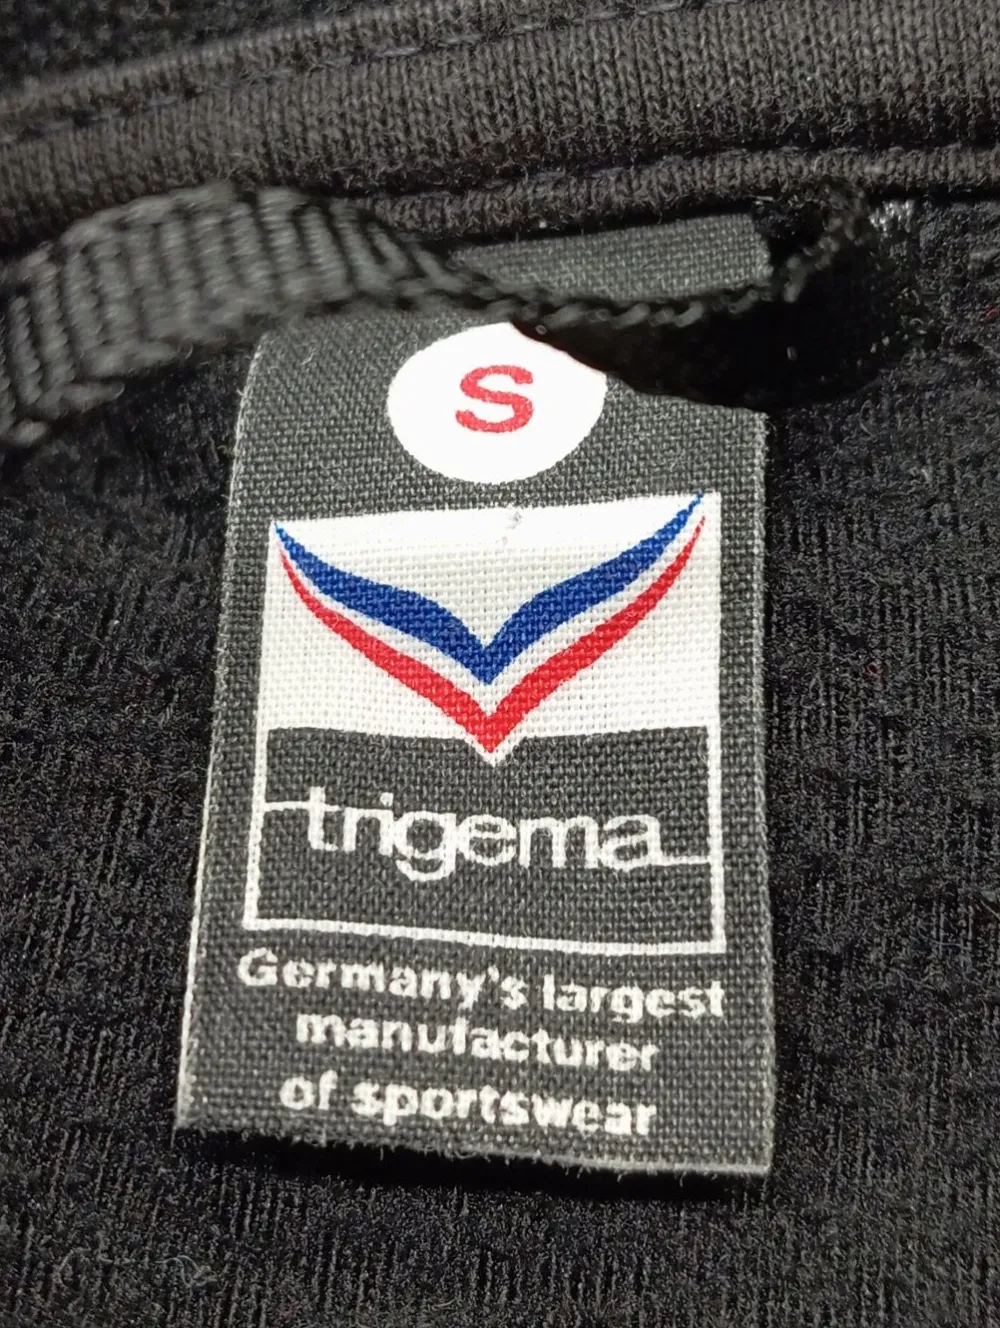 S
trigema
Germany's largest
manufacturer
of sportswear